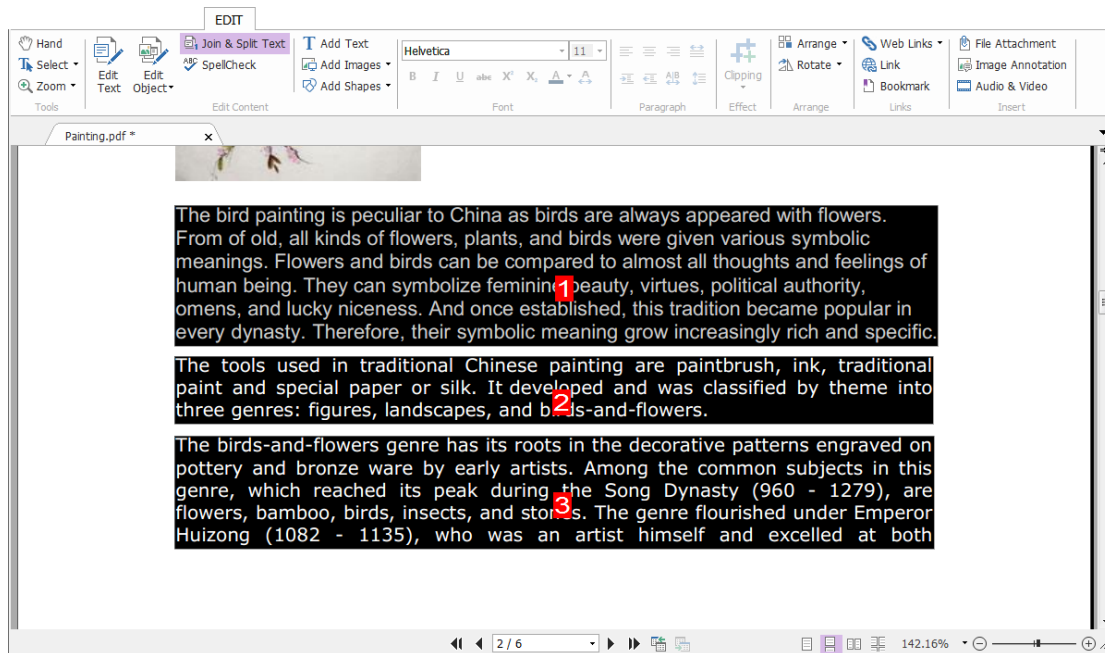 EDIT
Hand
Select
Zoom
Tools
Edit Text
Edit Object
Join & Split Text
ABC SpellCheck
Edit Content
Add Text
Add Images
Add Shapes
Helvetica 11
B I U abc X² X₂ A A
Font
Paragraph
Clipping
Effect
Arrange
Rotate
Arrange
Web Links
Link
Bookmark
Links
File Attachment
Image Annotation
Audio & Video
Insert
Painting.pdf * x
The bird painting is peculiar to China as birds are always appeared with flowers.
From of old, all kinds of flowers, plants, and birds were given various symbolic
meanings. Flowers and birds can be compared to almost all thoughts and feelings of
human being. They can symbolize feminine beauty, virtues, political authority,
omens, and lucky niceness. And once established, this tradition became popular in
every dynasty. Therefore, their symbolic meaning grow increasingly rich and specific.
1
The tools used in traditional Chinese painting are paintbrush, ink, traditional
paint and special paper or silk. It developed and was classified by theme into
three genres: figures, landscapes, and birds-and-flowers.
2
The birds-and-flowers genre has its roots in the decorative patterns engraved on
pottery and bronze ware by early artists. Among the common subjects in this
genre, which reached its peak during the Song Dynasty (960 - 1279), are
flowers, bamboo, birds, insects, and stones. The genre flourished under Emperor
Huizong (1082 - 1135), who was an artist himself and excelled at both
3
2 / 6
142.16%